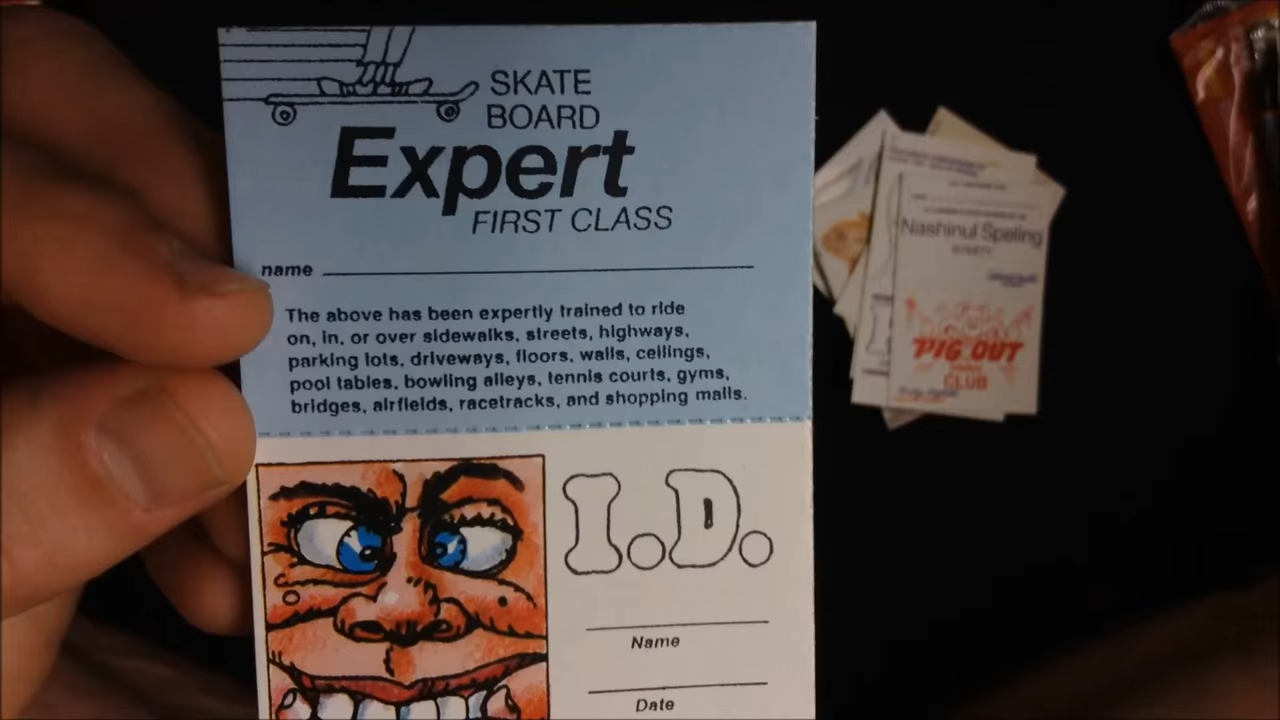 SKATE
BOARD
Expert
FIRST CLASS
name
The above has been expertly trained to ride
on, in, or over sidewalks, streets, highways,
parking lots, driveways, floors, walls, ceilings,
pool tables, bowling alleys, tennis courts, gyms,
bridges, airfields, racetracks, and shopping malls.
I.D.
Name
Date
Nashinul Speling
SOSIETY
PIG OUT
CLUB